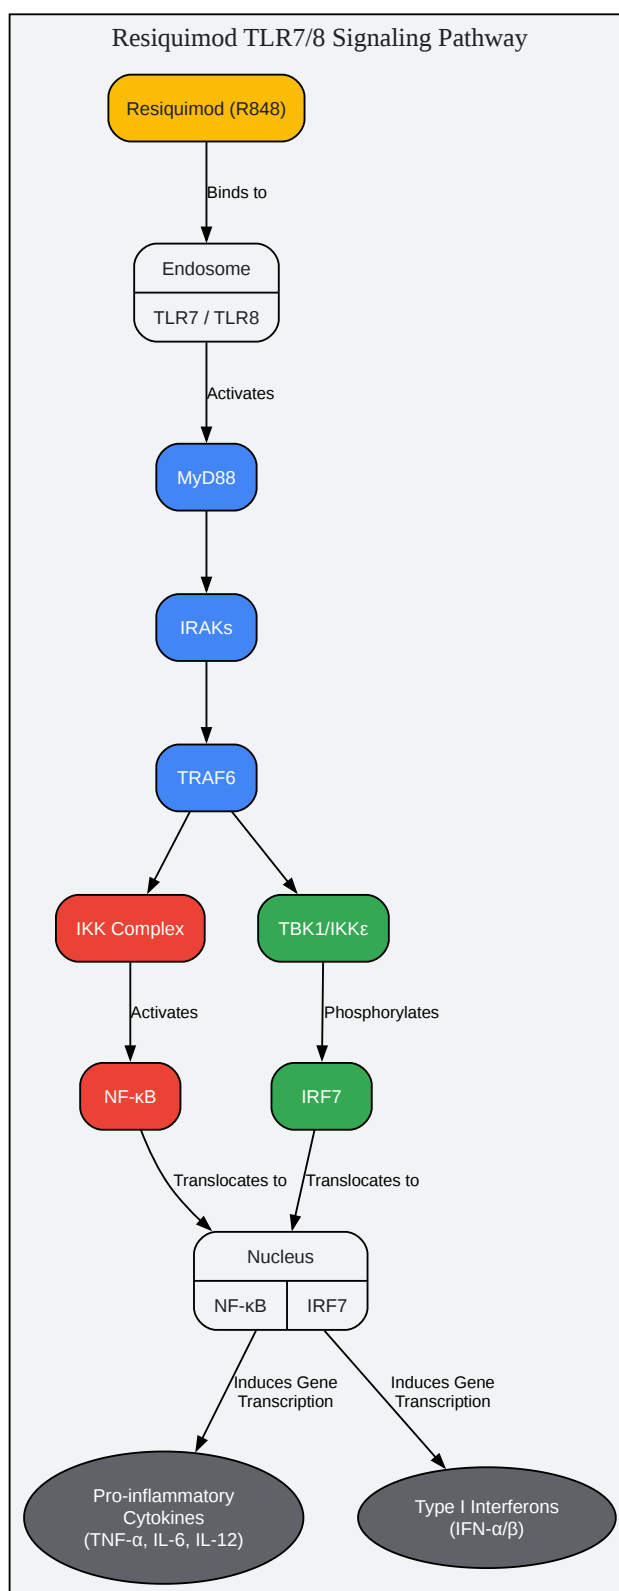 Resiquimod TLR7/8 Signaling Pathway
Resiquimod (R848)
Binds to
Endosome
TLR7 / TLR8
Activates
MyD88
IRAKs
TRAF6
IKK Complex
TBK1/IKKε
Activates
Phosphorylates
NF-κB
IRF7
Translocates to
Translocates to
Nucleus
NF-κB
IRF7
Induces Gene
Transcription
Induces Gene
Transcription
Pro-inflammatory
Cytokines
(TNF-α, IL-6, IL-12)
Type I Interferons
(IFN-α/β)